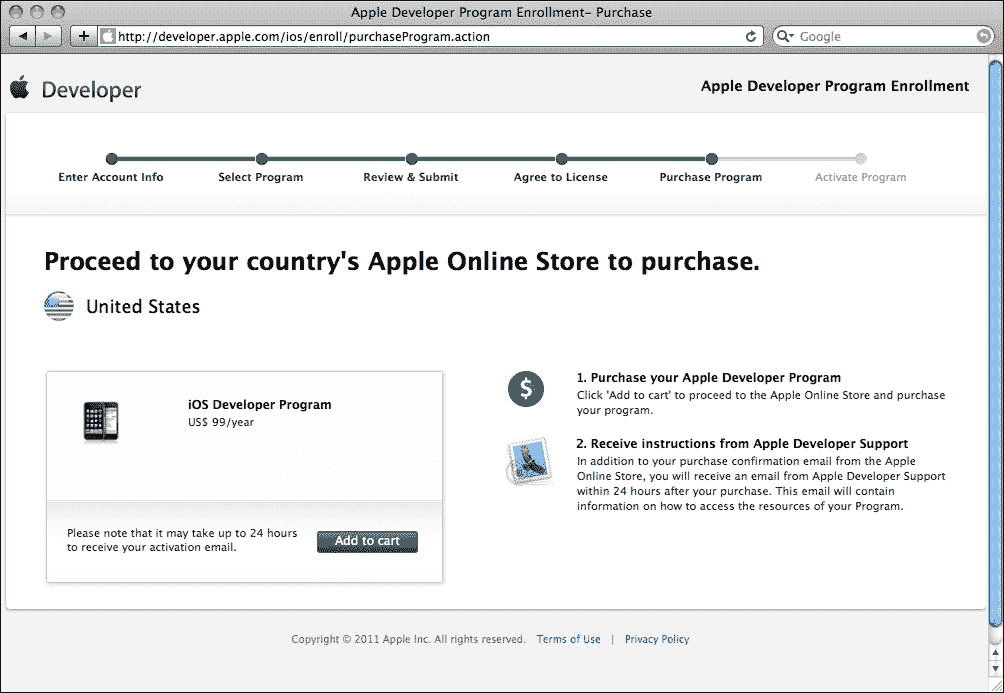 Apple Developer Program Enrollment– Purchase
http://developer.apple.com/ios/enroll/purchaseProgram.action
Google
Developer
Apple Developer Program Enrollment
Enter Account Info
Select Program
Review & Submit
Agree to License
Purchase Program
Activate Program
Proceed to your country's Apple Online Store to purchase.
United States
iOS Developer Program
US$ 99/year
Please note that it may take up to 24 hours
to receive your activation email.
Add to cart
$
1. Purchase your Apple Developer Program
Click 'Add to cart' to proceed to the Apple Online Store and purchase
your program.
2. Receive instructions from Apple Developer Support
In addition to your purchase confirmation email from the Apple
Online Store, you will receive an email from Apple Developer Support
within 24 hours after your purchase. This email will contain
information on how to access the resources of your Program.
Copyright © 2011 Apple Inc. All rights reserved. Terms of Use | Privacy Policy